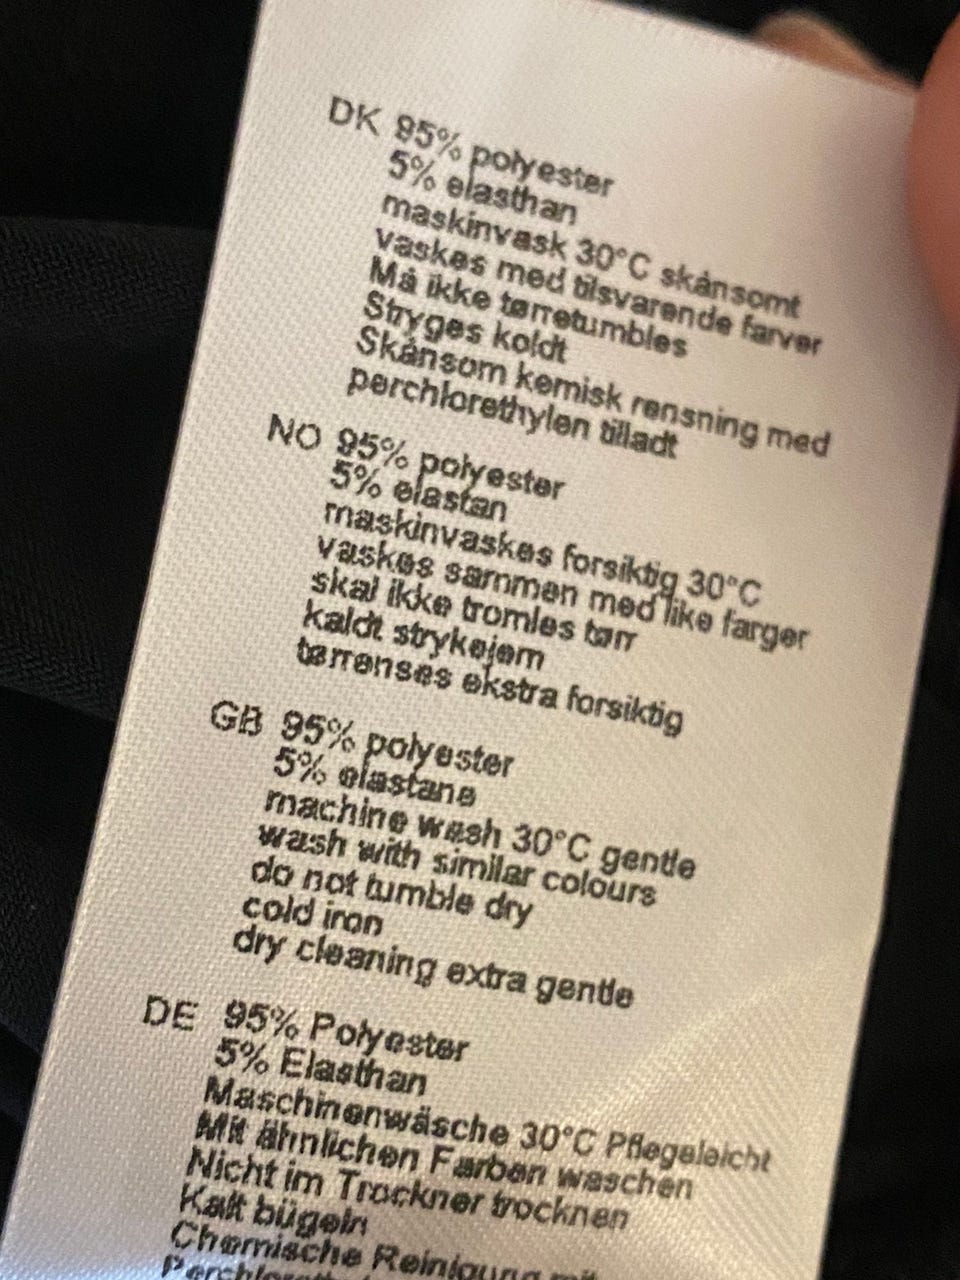 DK 95% polyester
5% elasthan
maskinvask 30°C skånsomt
vaskes med tilsvarende farver
Må ikke tørretumbles
Stryges koldt
Skånsom kemisk rensning med
perchlorethylen tilladt
NO 95% polyester
5% elastan
maskinvaskes forsiktig 30°C
vaskes sammen med like farger
skal ikke tromles tørr
kaldt strykejern
tørrenses ekstra forsiktig
GB 95% polyester
5% elastane
machine wash 30°C gentle
wash with similar colours
do not tumble dry
cold iron
dry cleaning extra gentle
DE 95% Polyester
5% Elasthan
Maschinenwäsche 30°C Pflegeleicht
Mit ähnlichen Farben waschen
Nicht im Trockner trocknen
Kalt bügeln
Chemische Reinigung mit